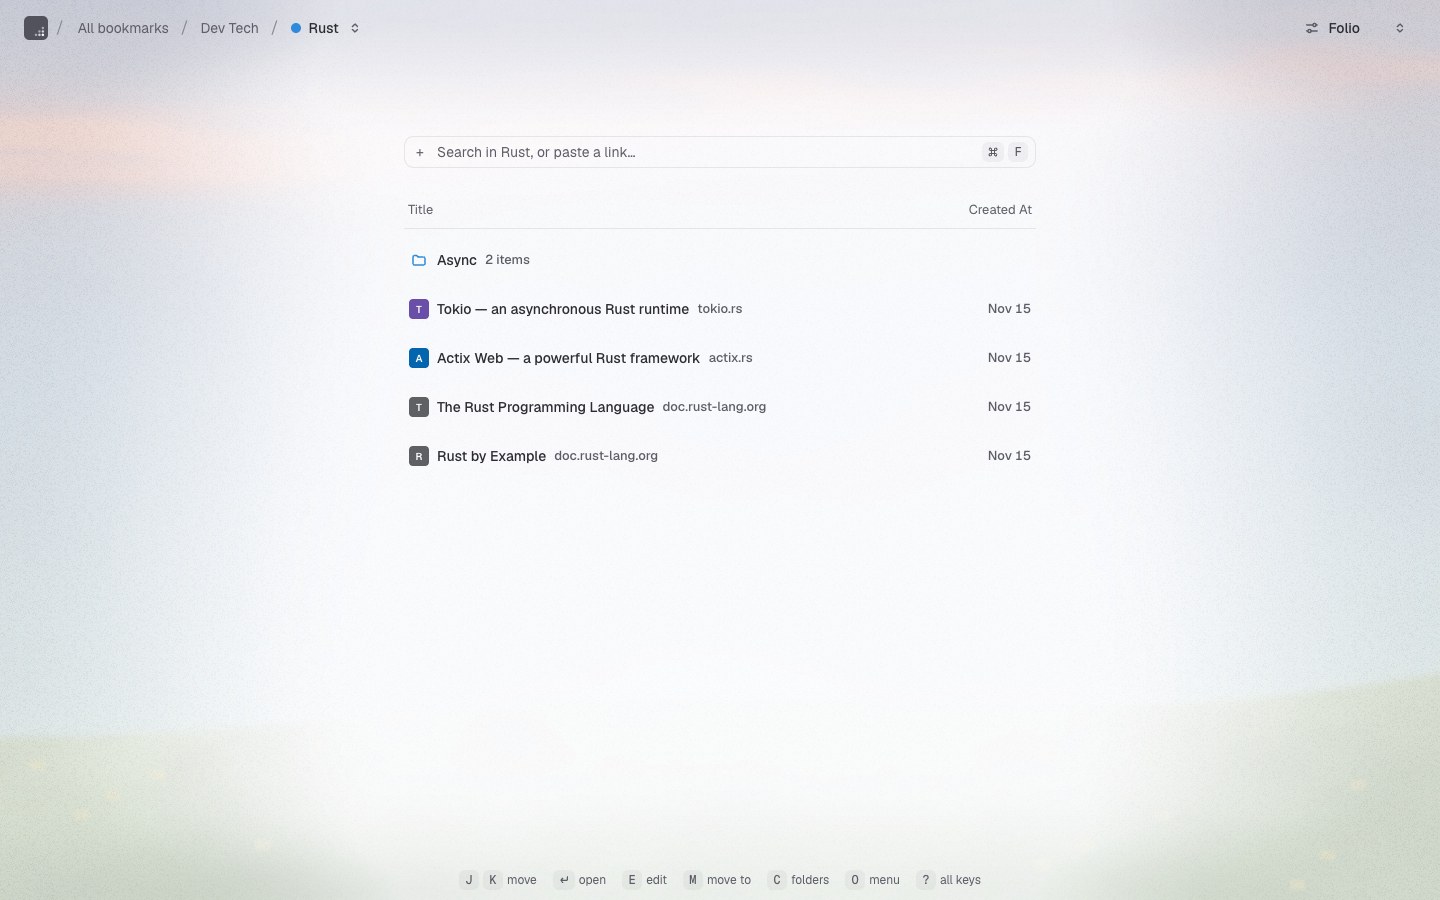 / All bookmarks / Dev Tech / Rust
Folio
+ Search in Rust, or paste a link… ⌘ F
Title Created At
Async 2 items
T Tokio — an asynchronous Rust runtime tokio.rs Nov 15
A Actix Web — a powerful Rust framework actix.rs Nov 15
T The Rust Programming Language doc.rust-lang.org Nov 15
R Rust by Example doc.rust-lang.org Nov 15
J K move ↵ open E edit M move to C folders O menu ? all keys